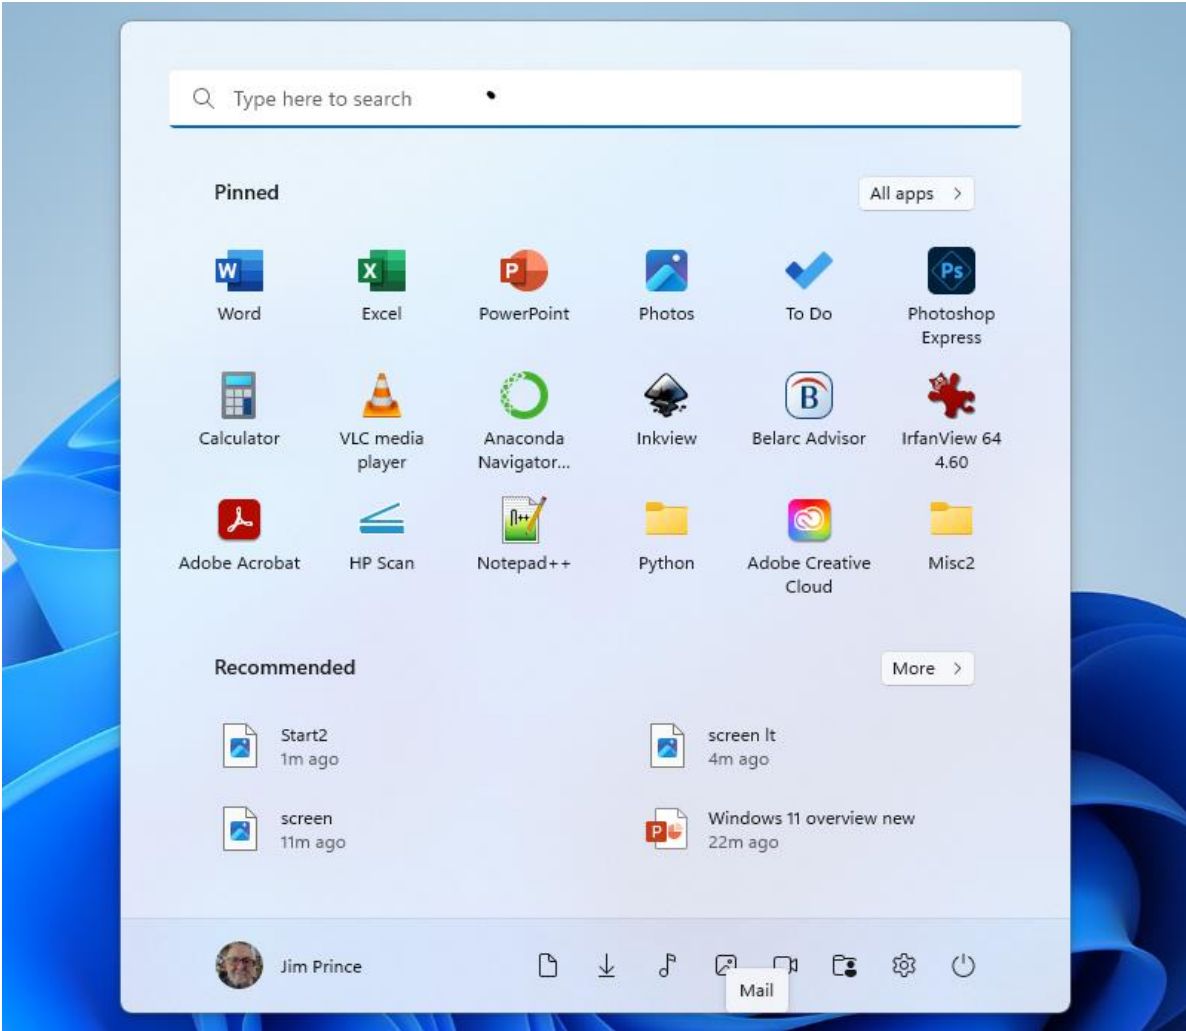 Type here to search
Pinned
All apps
W
X
P
Ps
Word
Excel
PowerPoint
Photos
To Do
Photoshop
Express
B
Calculator
VLC media
player
Anaconda
Navigator...
Inkview
Belarc Advisor
IrfanView 64
4.60
n++
Adobe Acrobat
HP Scan
Notepad++
Python
Adobe Creative
Cloud
Misc2
Recommended
More
Start2
1m ago
screen lt
4m ago
screen
11m ago
P
Windows 11 overview new
22m ago
Jim Prince
Mail